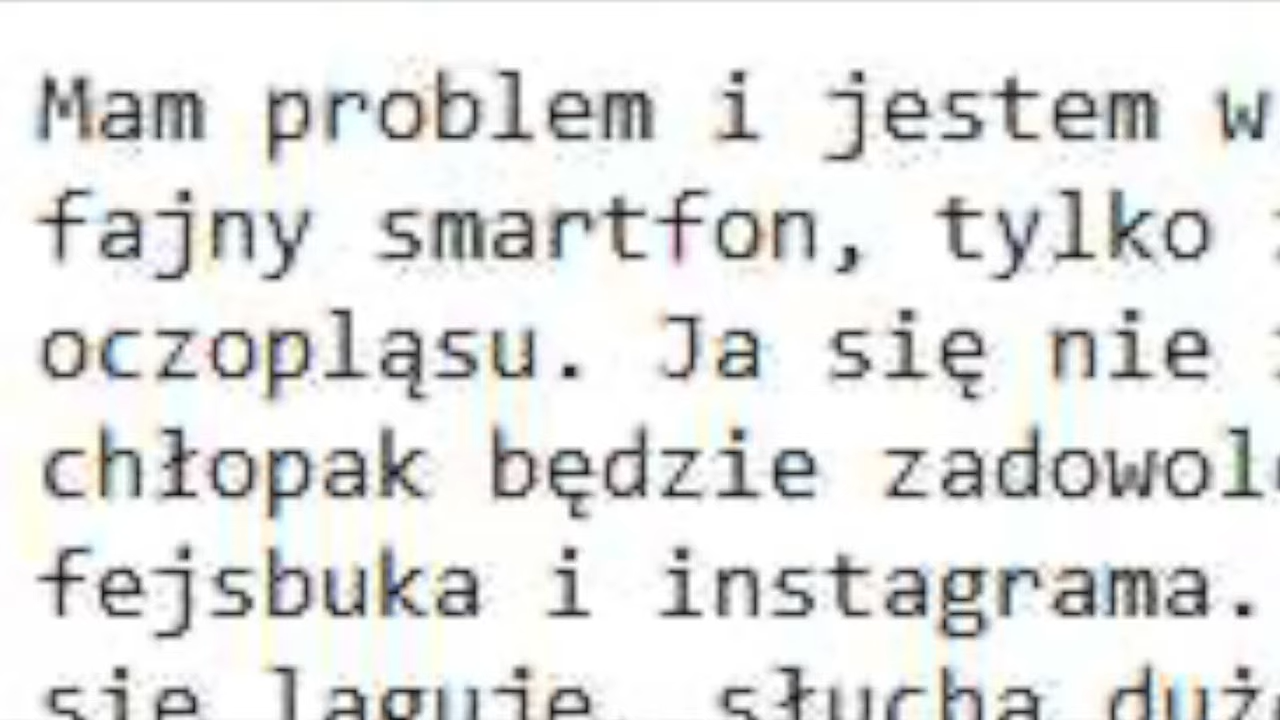 Mam problem i jestem w
fajny smartfon, tylko
oczopląsu. Ja się nie
chłopak będzie
fejsbuka i instagrama.
się laguje, słucha